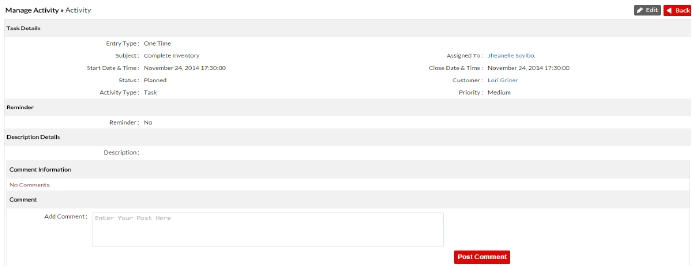 Manage Activity » Activity
Edit
Back
Task Details
Entry Type : One Time
Subject : Complete Inventory
Assigned To : Jheanelle Soyibo,
Start Date & Time : November 24, 2014 17:30:00
Close Date & Time : November 24, 2014 17:30:00
Status : Planned
Customer : Lori Griner
Activity Type : Task
Priority : Medium
Reminder
Reminder : No
Description Details
Description :
Comment Information
No Comments
Comment
Add Comment :
Enter Your Post Here
Post Comment